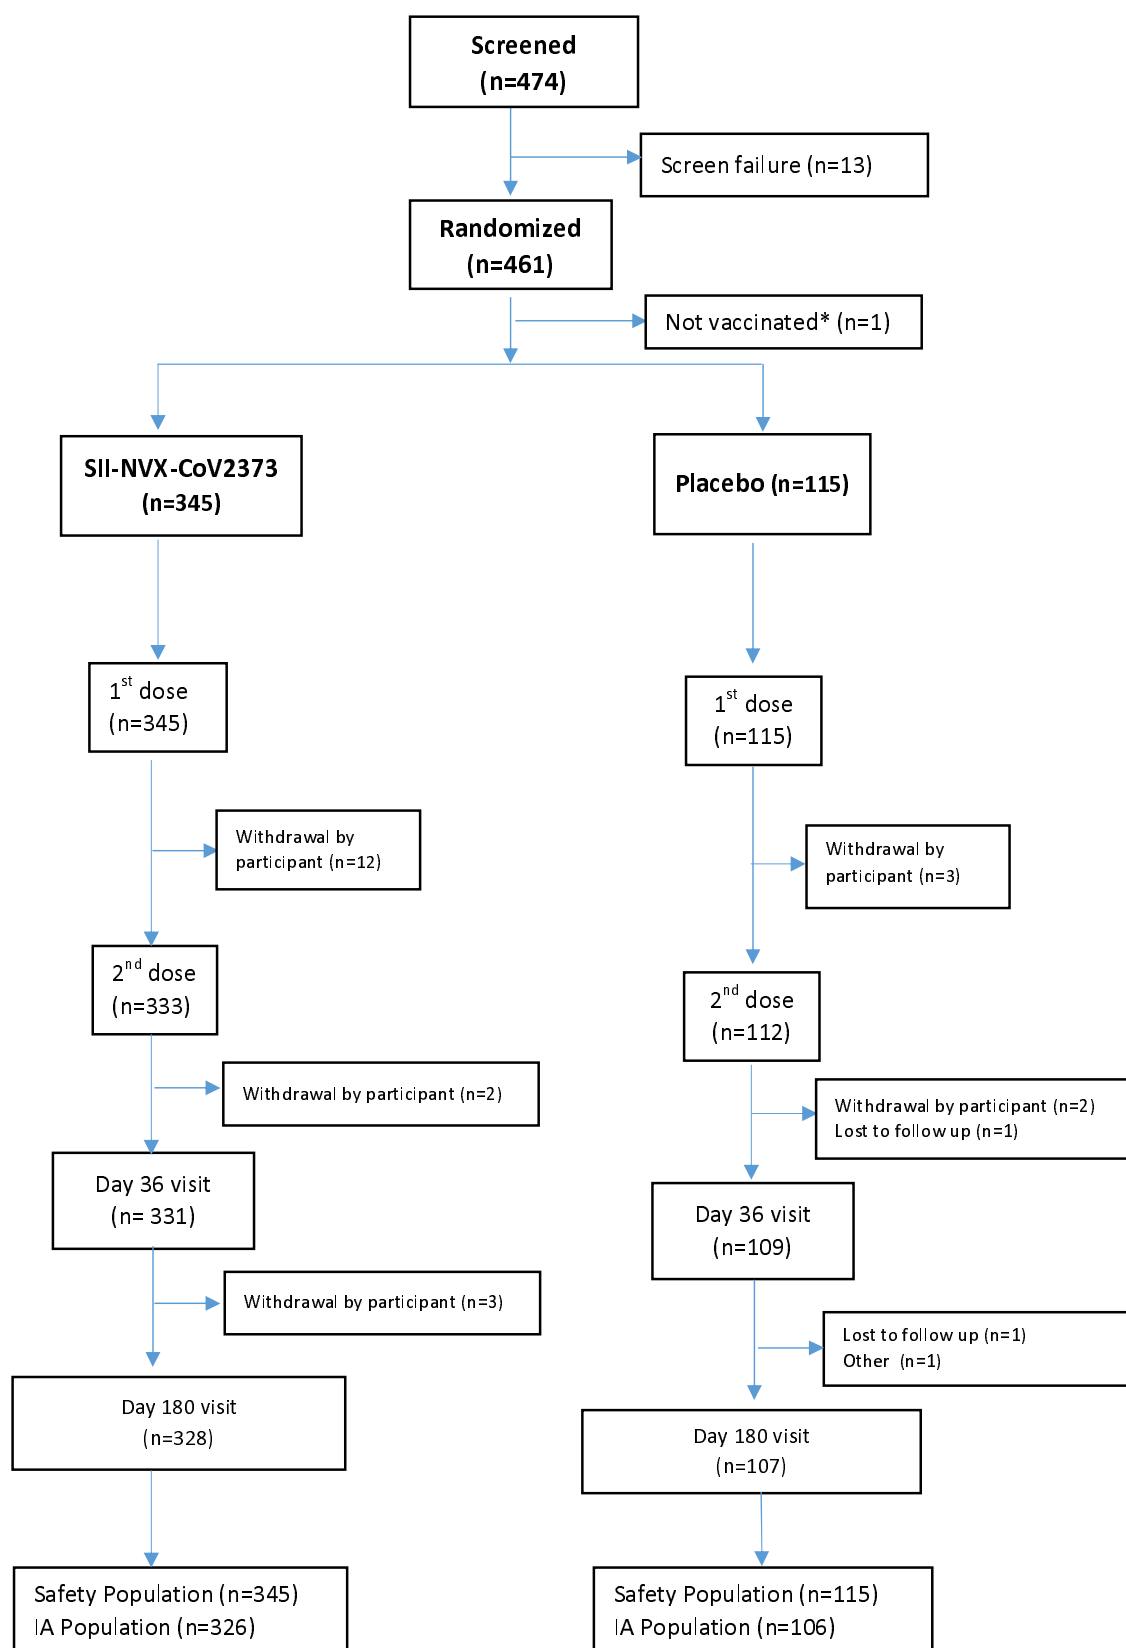 Screened
(n=474)
Screen failure (n=13)
Randomized
(n=461)
Not vaccinated* (n=1)
SII-NVX-CoV2373
(n=345)
Placebo (n=115)
1st dose
(n=345)
1st dose
(n=115)
Withdrawal by
participant (n=12)
Withdrawal by
participant (n=3)
2nd dose
(n=333)
2nd dose
(n=112)
Withdrawal by participant (n=2)
Withdrawal by participant (n=2)
Lost to follow up (n=1)
Day 36 visit
(n= 331)
Day 36 visit
(n=109)
Withdrawal by participant (n=3)
Lost to follow up (n=1)
Other (n=1)
Day 180 visit
(n=328)
Day 180 visit
(n=107)
Safety Population (n=345)
IA Population (n=326)
Safety Population (n=115)
IA Population (n=106)